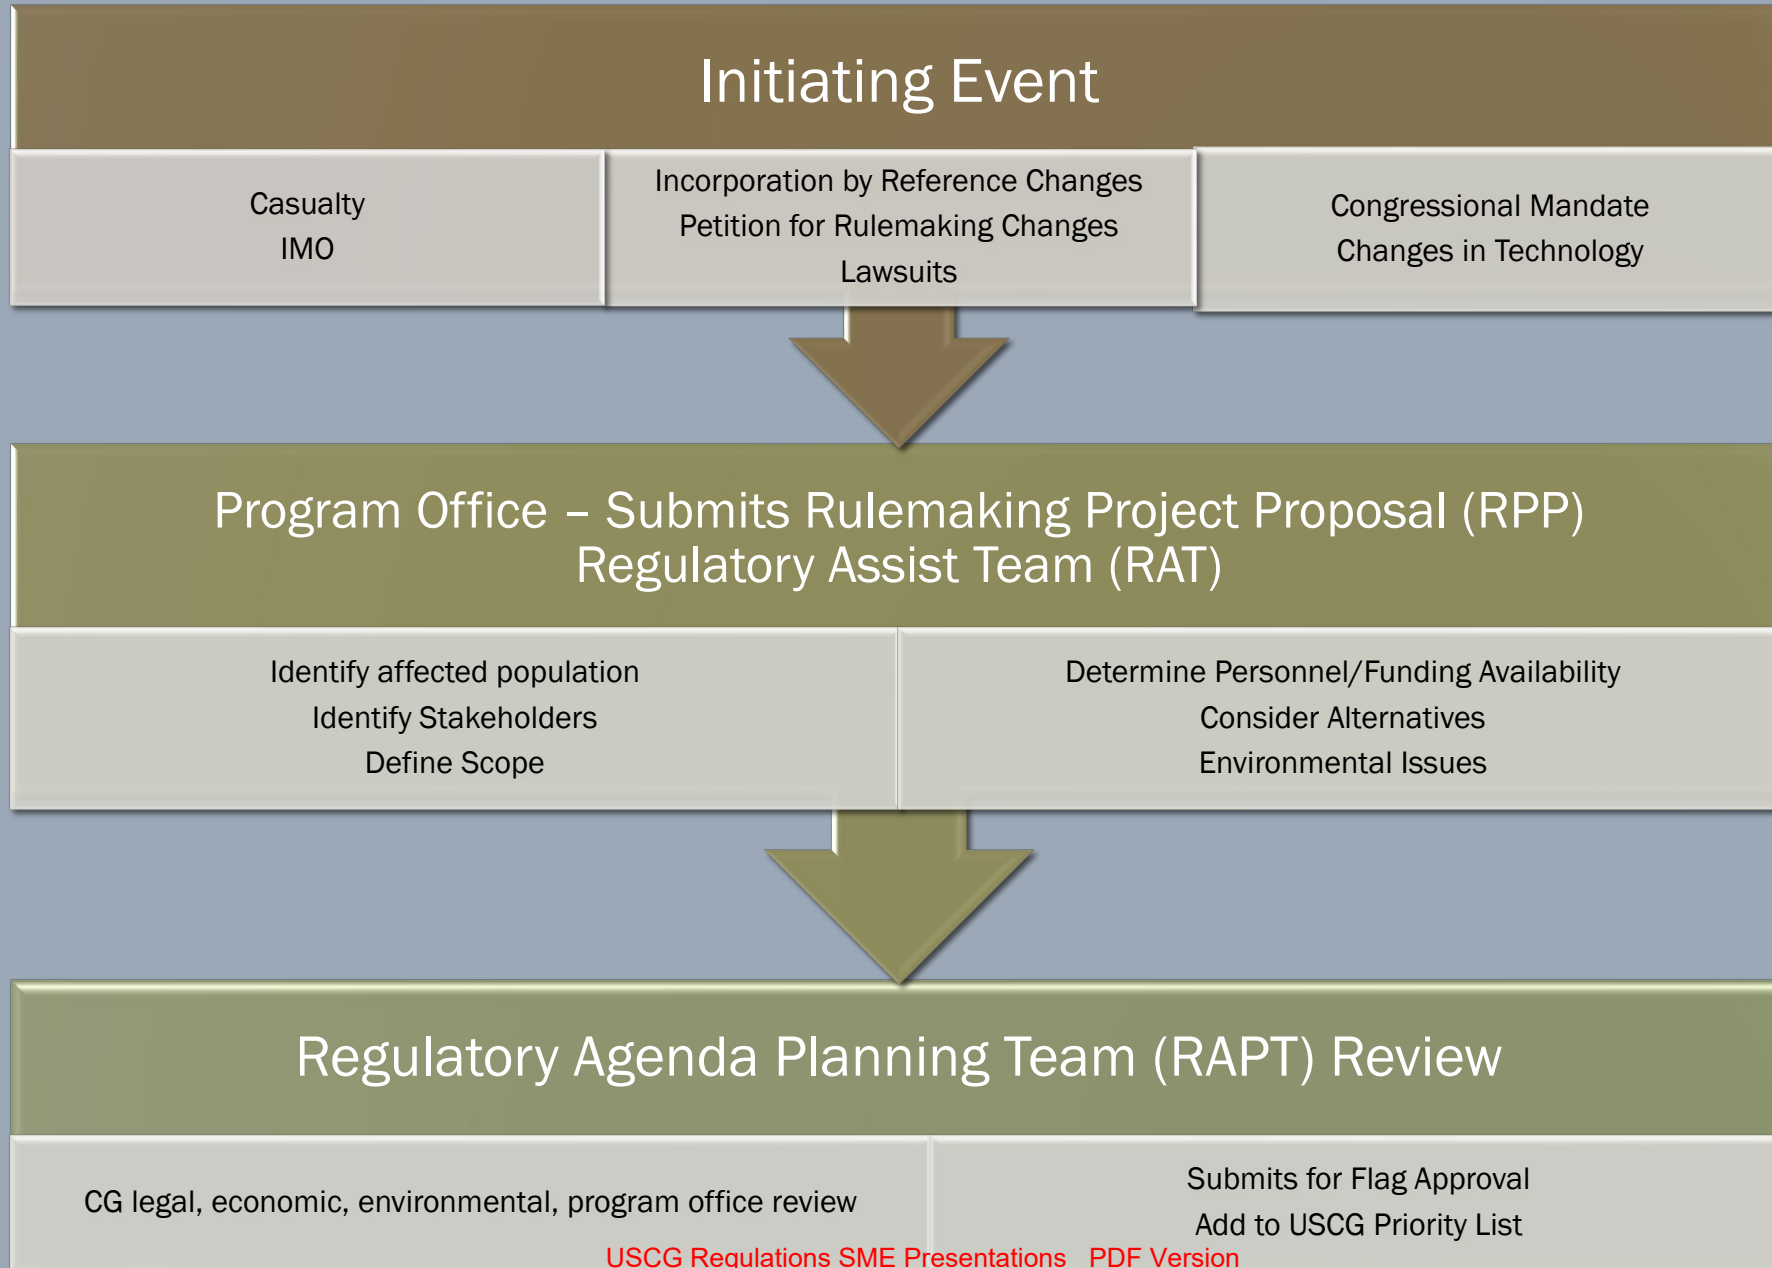 Initiating Event
Casualty
IMO
Incorporation by Reference Changes
Petition for Rulemaking Changes
Lawsuits
Congressional Mandate
Changes in Technology
Program Office – Submits Rulemaking Project Proposal (RPP)
Regulatory Assist Team (RAT)
Identify affected population
Identify Stakeholders
Define Scope
Determine Personnel/Funding Availability
Consider Alternatives
Environmental Issues
Regulatory Agenda Planning Team (RAPT) Review
CG legal, economic, environmental, program office review
Submits for Flag Approval
Add to USCG Priority List
USCG Regulations SME Presentations   PDF Version